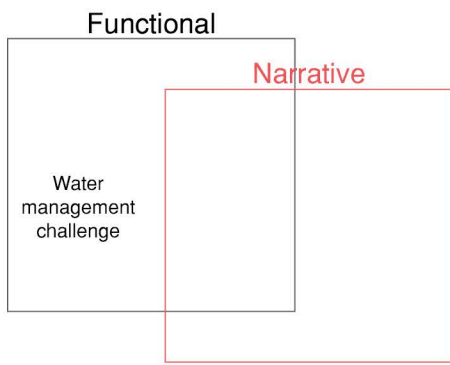 Functional
Narrative
Water
management
challenge